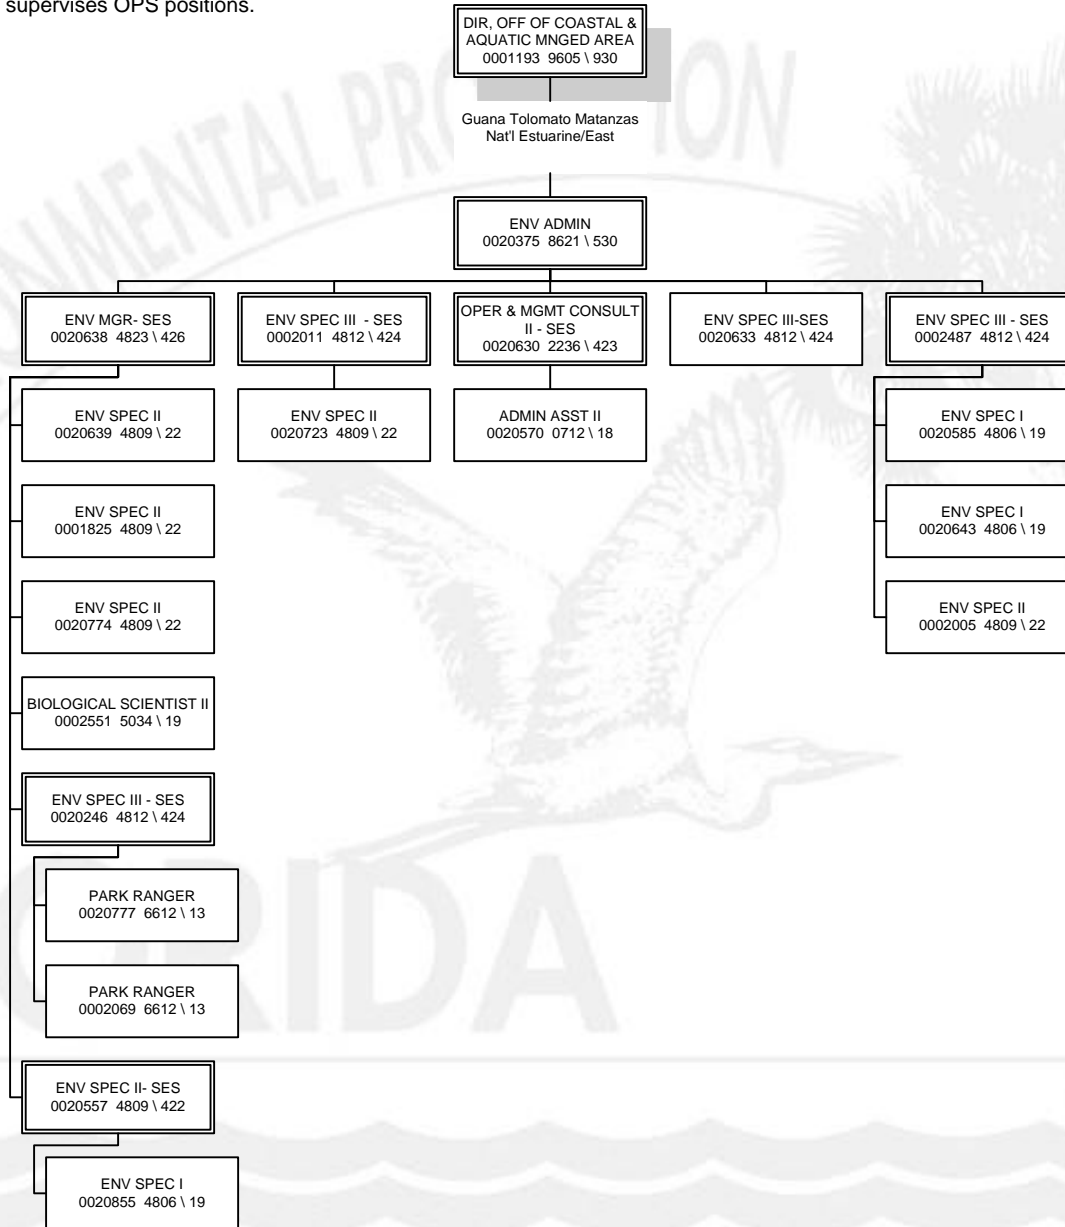 supervises OPS positions.
DIR, OFF OF COASTAL &
AQUATIC MNGED AREA
0001193 9605 \ 930
Guana Tolomato Matanzas
Nat'l Estuarine/East
ENV ADMIN
0020375 8621 \ 530
ENV MGR- SES
0020638 4823 \ 426
ENV SPEC III - SES
0002011 4812 \ 424
OPER & MGMT CONSULT
II - SES
0020630 2236 \ 423
ENV SPEC III-SES
0020633 4812 \ 424
ENV SPEC III - SES
0002487 4812 \ 424
ENV SPEC II
0020639 4809 \ 22
ENV SPEC II
0020723 4809 \ 22
ADMIN ASST II
0020570 0712 \ 18
ENV SPEC I
0020585 4806 \ 19
ENV SPEC II
0001825 4809 \ 22
ENV SPEC I
0020643 4806 \ 19
ENV SPEC II
0020774 4809 \ 22
ENV SPEC II
0002005 4809 \ 22
BIOLOGICAL SCIENTIST II
0002551 5034 \ 19
ENV SPEC III - SES
0020246 4812 \ 424
PARK RANGER
0020777 6612 \ 13
PARK RANGER
0002069 6612 \ 13
ENV SPEC II- SES
0020557 4809 \ 422
ENV SPEC I
0020855 4806 \ 19